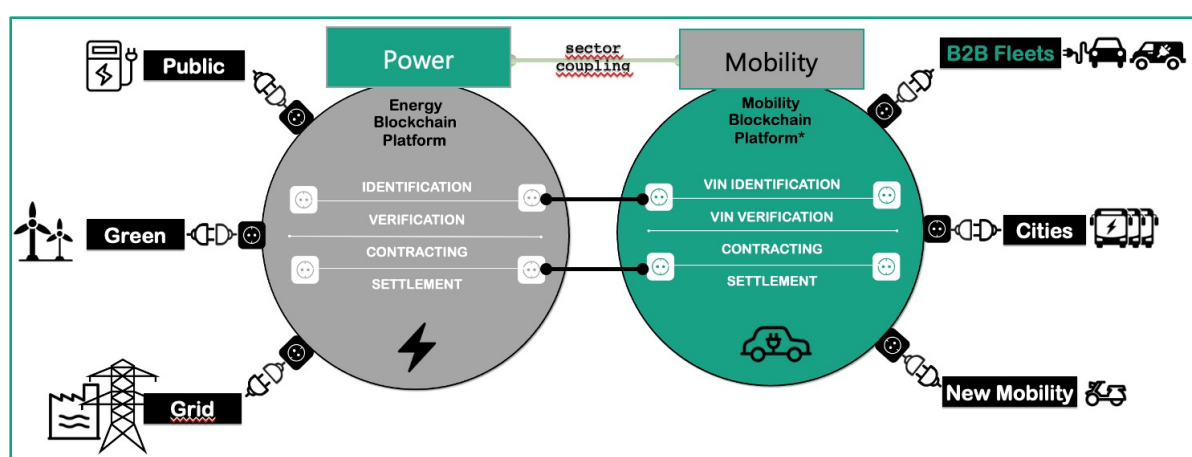 Public
Power
sector
coupling
Mobility
B2B Fleets
Energy
Blockchain
Platform
Mobility
Blockchain
Platform*
IDENTIFICATION
VERIFICATION
CONTRACTING
SETTLEMENT
VIN IDENTIFICATION
VIN VERIFICATION
CONTRACTING
SETTLEMENT
Green
Cities
Grid
New Mobility